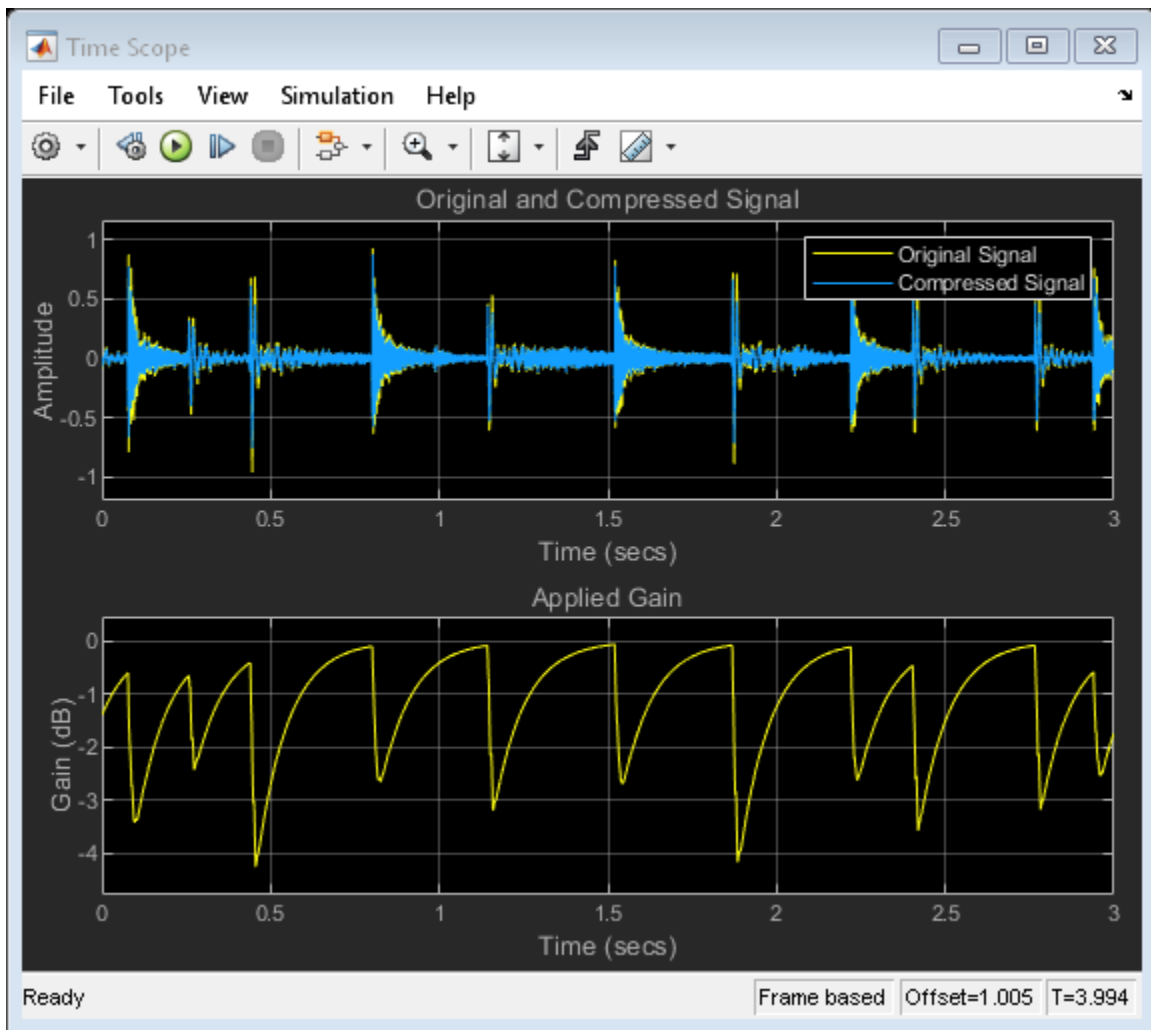 Time Scope
File Tools View Simulation Help
Original and Compressed Signal
Original Signal
Compressed Signal
Amplitude
1
0.5
0
-0.5
-1
0 0.5 1 1.5 2 2.5 3
Time (secs)
Applied Gain
Gain (dB)
0
-1
-2
-3
-4
0 0.5 1 1.5 2 2.5 3
Time (secs)
Ready Frame based Offset=1.005 T=3.994